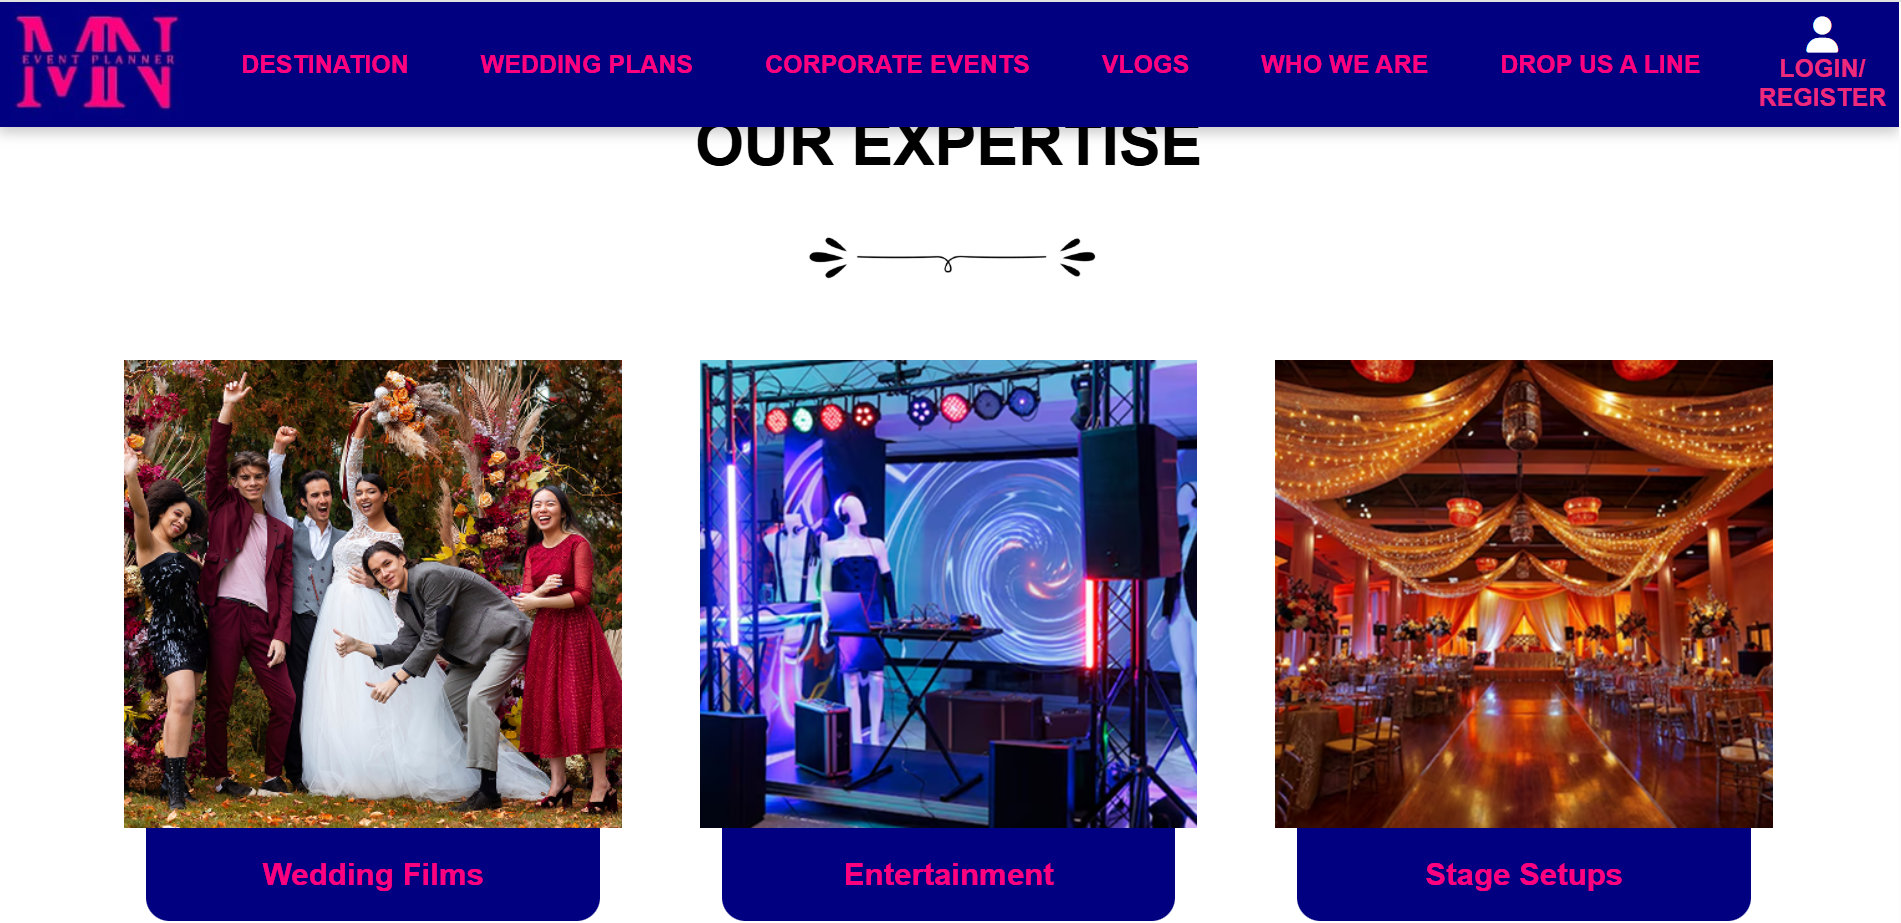 MN
EVENT PLANNER
DESTINATION
WEDDING PLANS
CORPORATE EVENTS
VLOGS
WHO WE ARE
DROP US A LINE
LOGIN/
REGISTER
OUR EXPERTISE
Wedding Films
Entertainment
Stage Setups